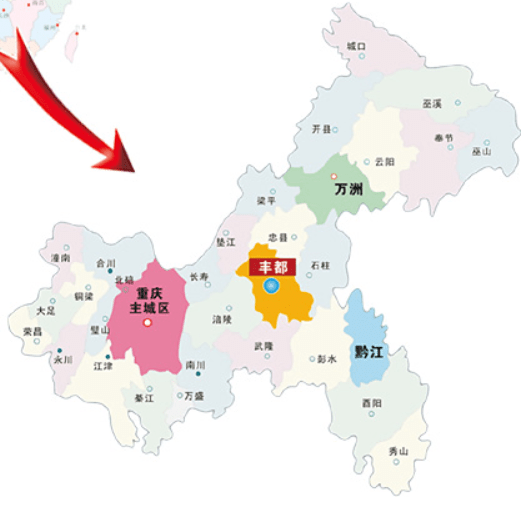 城口
巫溪
开县
奉节
巫山
云阳
万洲
梁平
忠县
垫江
丰都
石柱
潼南
合川
北碚
长寿
铜梁
重庆
主城区
大足
荣昌
璧山
涪陵
永川
江津
南川
武隆
彭水
黔江
綦江
万盛
酉阳
秀山